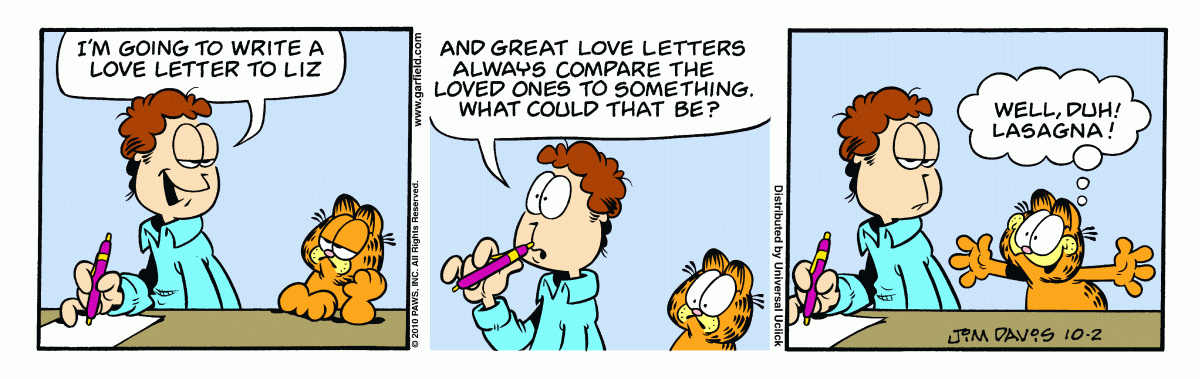 I'M GOING TO WRITE A
LOVE LETTER TO LIZ
© 2010 PAWS, INC. All Rights Reserved.
www.garfield.com
AND GREAT LOVE LETTERS
ALWAYS COMPARE THE
LOVED ONES TO SOMETHING.
WHAT COULD THAT BE?
Distributed by Universal Uclick
WELL, DUH!
LASAGNA!
JIM DAVIS 10-2